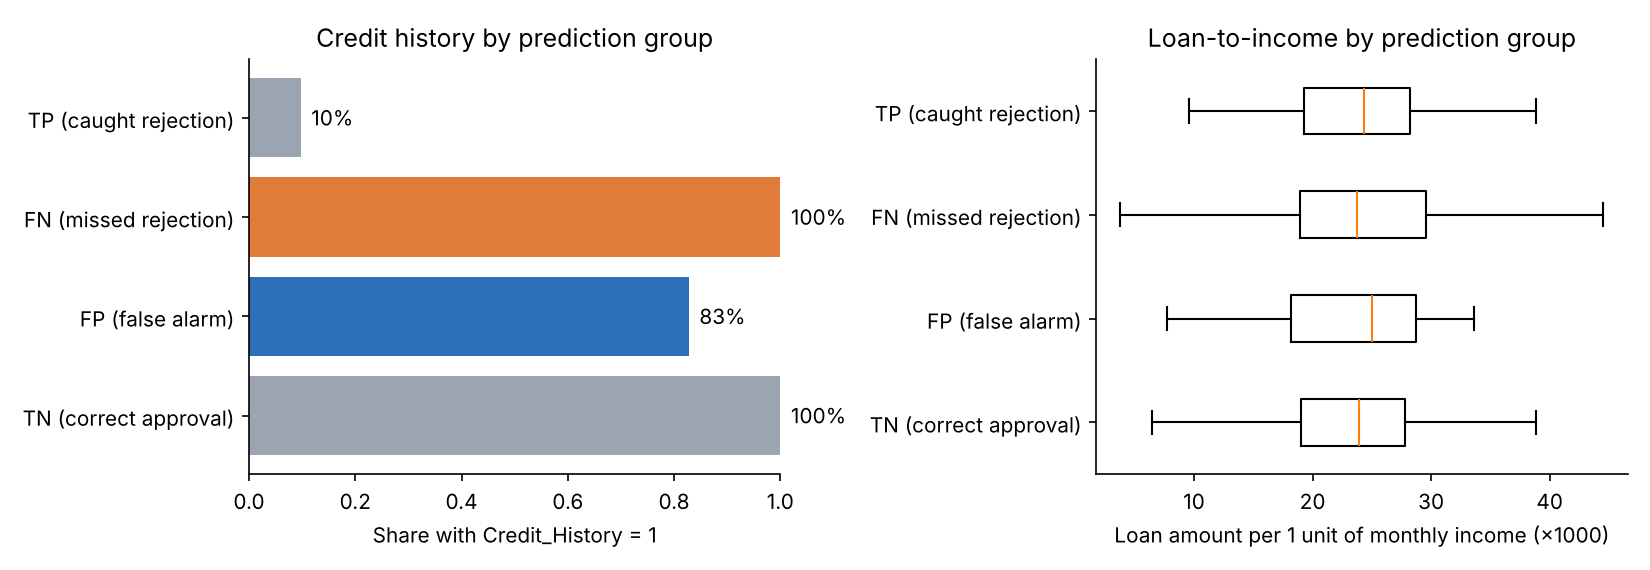 Credit history by prediction group
TP (caught rejection)
10%
FN (missed rejection)
100%
FP (false alarm)
83%
TN (correct approval)
100%
0.0 0.2 0.4 0.6 0.8 1.0
Share with Credit_History = 1
Loan-to-income by prediction group
TP (caught rejection)
FN (missed rejection)
FP (false alarm)
TN (correct approval)
10 20 30 40
Loan amount per 1 unit of monthly income (×1000)